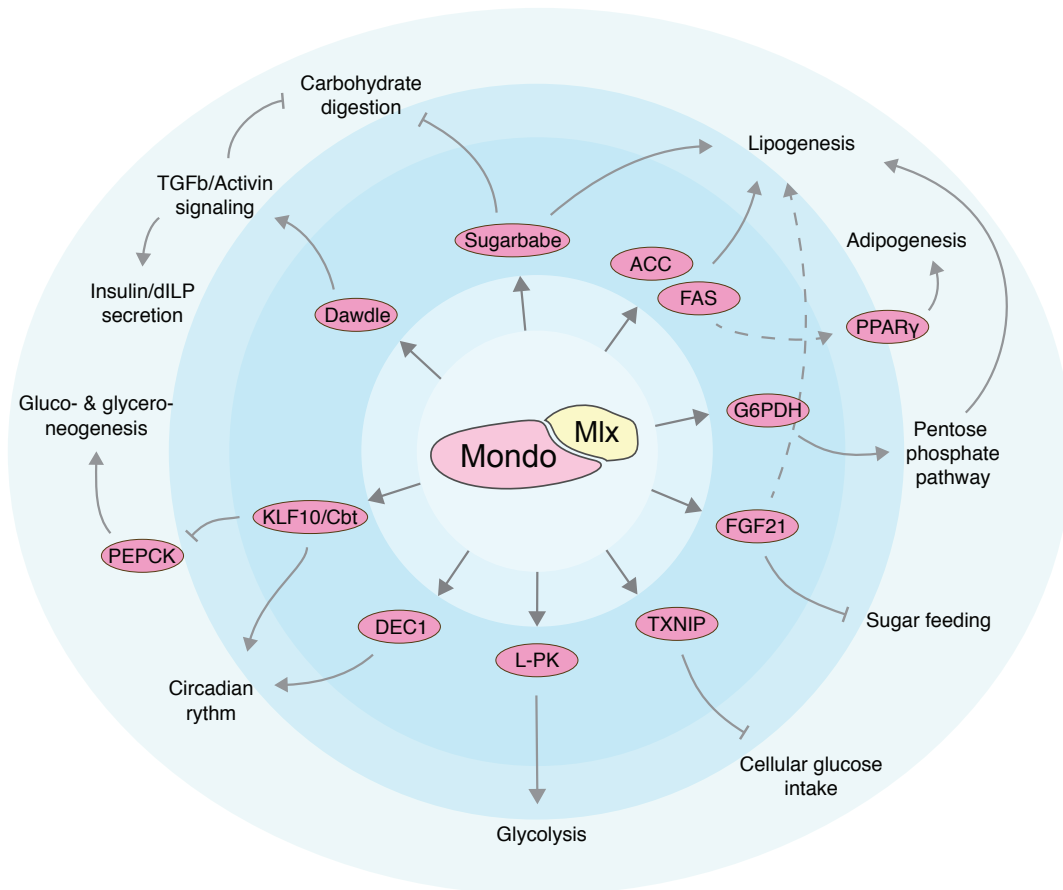 Carbohydrate
digestion
Lipogenesis
TGFb/Activin
signaling
Sugarbabe
Adipogenesis
ACC
FAS
Insulin/dILP
secretion
Dawdle
PPARγ
Gluco- & glycero-
neogenesis
G6PDH
Mlx
Mondo
Pentose
phosphate
pathway
KLF10/Cbt
FGF21
PEPCK
DEC1
TXNIP
Sugar feeding
L-PK
Circadian
rythm
Cellular glucose
intake
Glycolysis